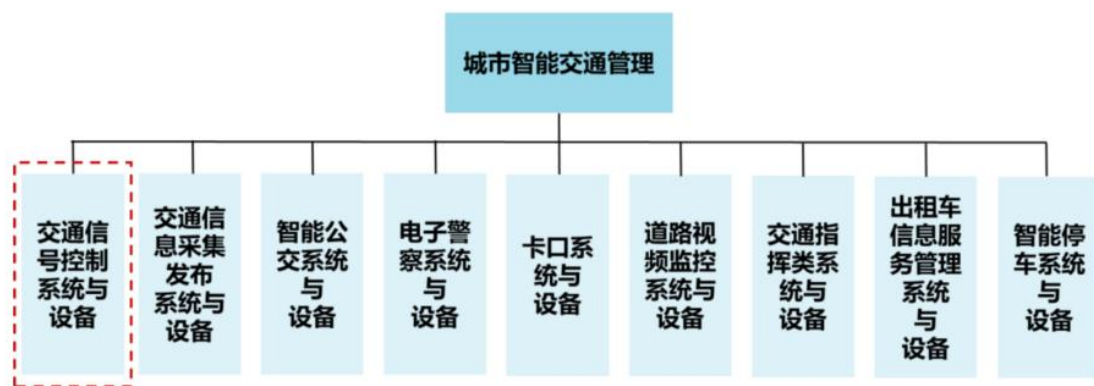 城市智能交通管理
交通信
号控制
系统与
设备
交通信
息采集
发布
系统与
设备
智能公
交系统
与
设备
电子警
察系统
与
设备
卡口系
统与
设备
道路视
频监控
系统与
设备
交通指
挥类系
统与
设备
出租车
信息服
务管理
系统
与
设备
智能停
车系统
与
设备